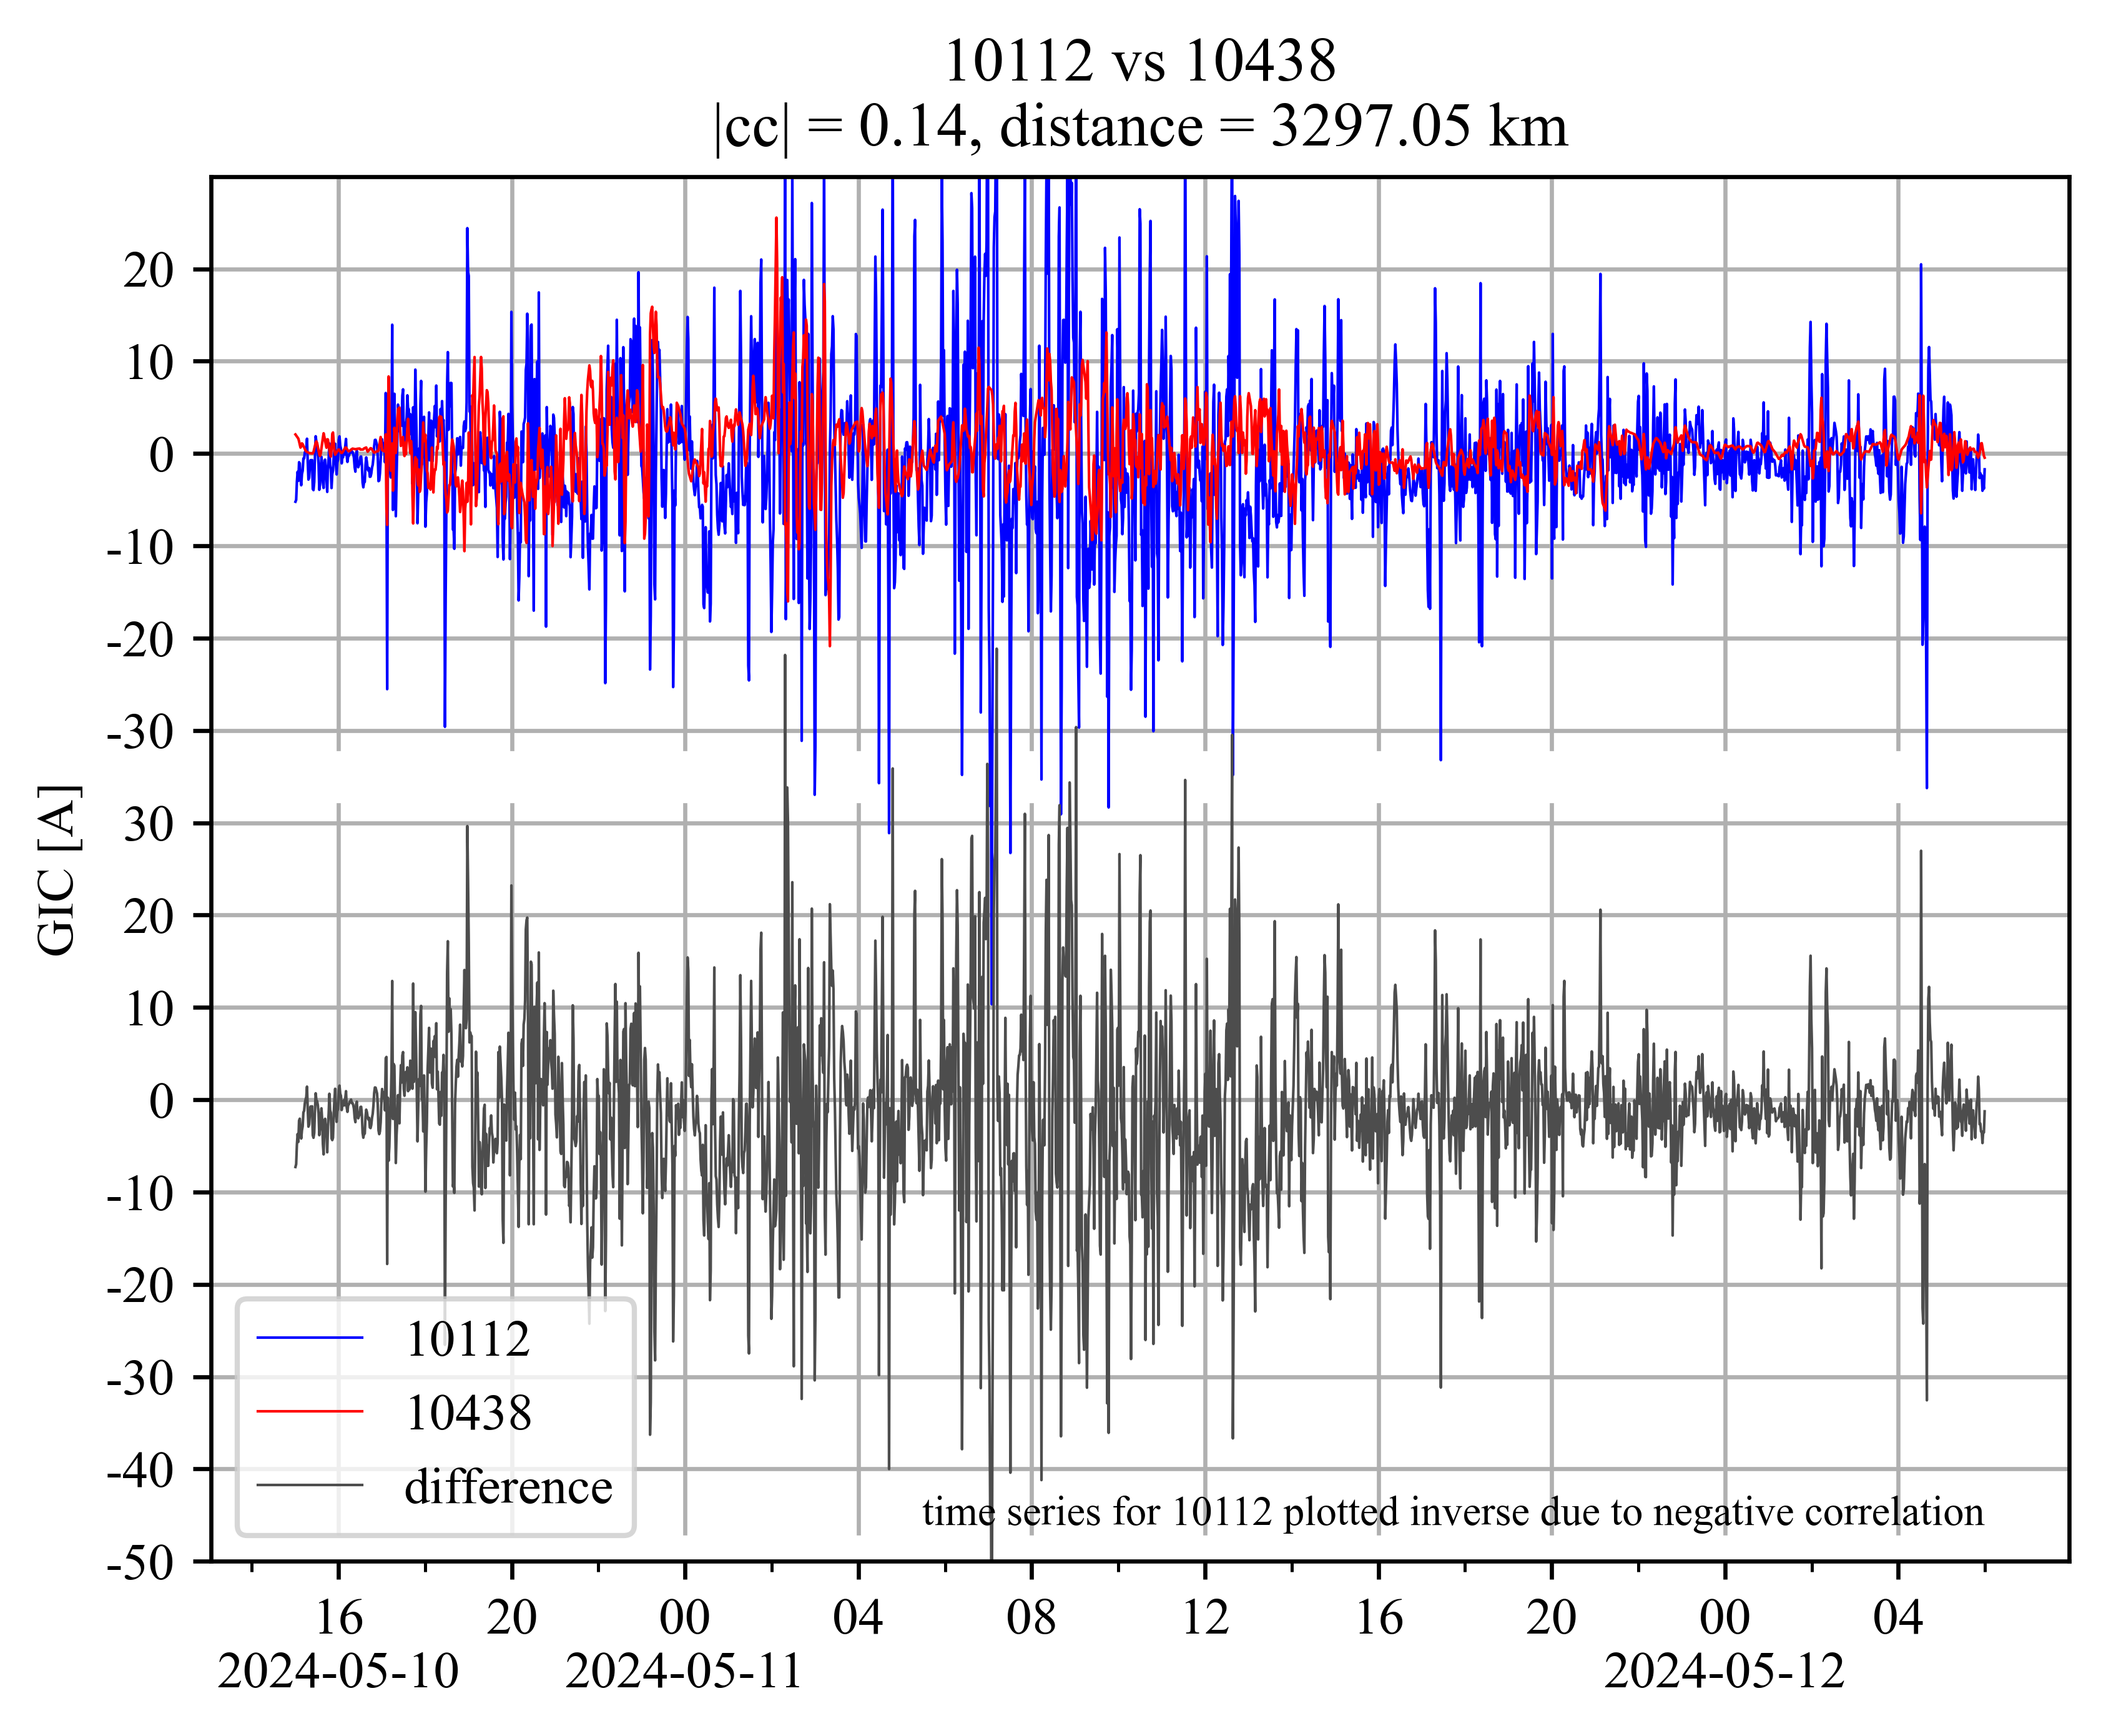 10112 vs 10438
|cc| = 0.14, distance = 3297.05 km
20
10
0
-10
-20
-30
30
20
10
0
-10
-20
-30
-40
-50
GIC [A]
10112
10438
difference
time series for 10112 plotted inverse due to negative correlation
16 20 00 04 08 12 16 20 00 04
2024-05-10 2024-05-11 2024-05-12